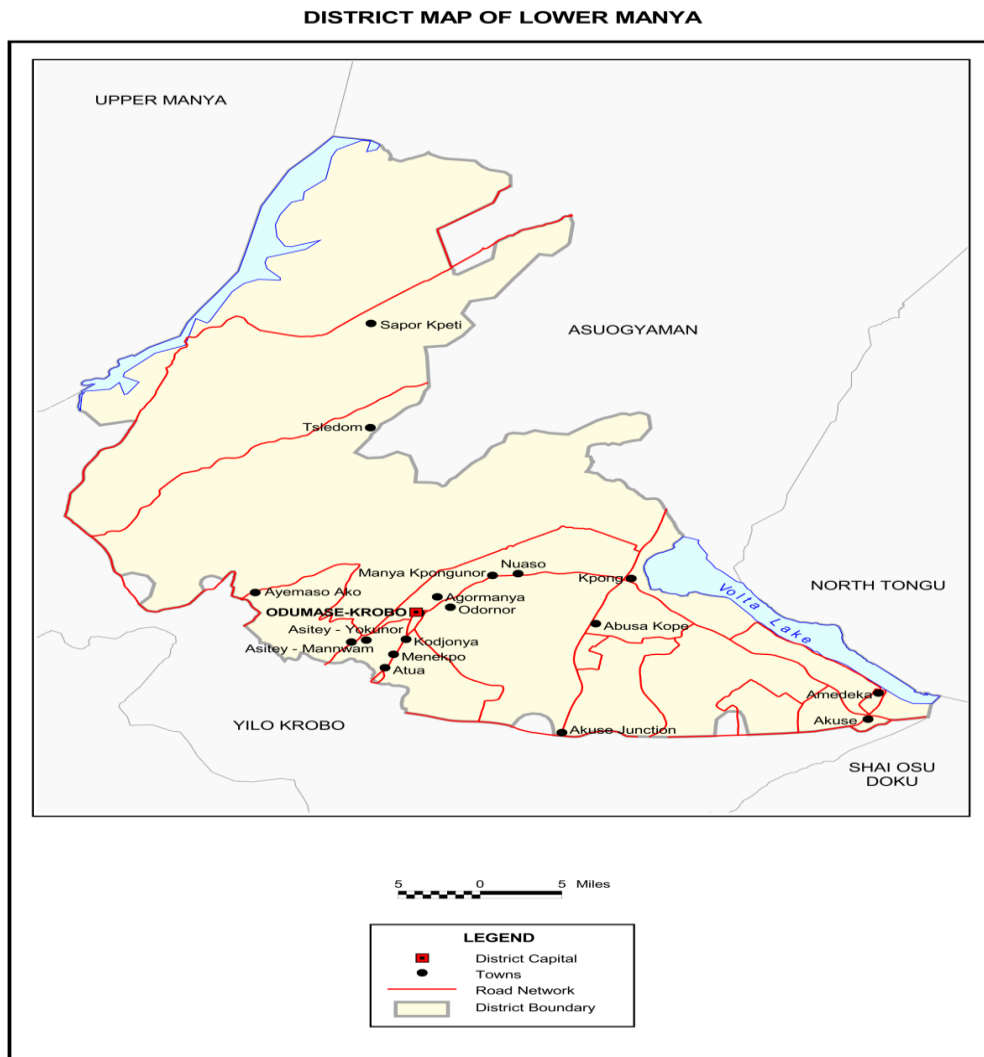 DISTRICT MAP OF LOWER MANYA
UPPER MANYA
Sapor Kpeti
ASUOGYAMAN
Tsledom
Nuaso
Manya Kpongunor
Kpong
NORTH TONGU
Ayemaso Ako
Agormanya
Volta Lake
ODUMASE-KROBO
Odornor
Abusa Kope
Asitey - Yokunor
Kodjonya
Asitey - Mannwam
Menekpo
Atua
Amedeka
YILO KROBO
Akuse
Akuse Junction
SHAI OSU
DOKU
5 0 5 Miles
LEGEND
District Capital
Towns
Road Network
District Boundary